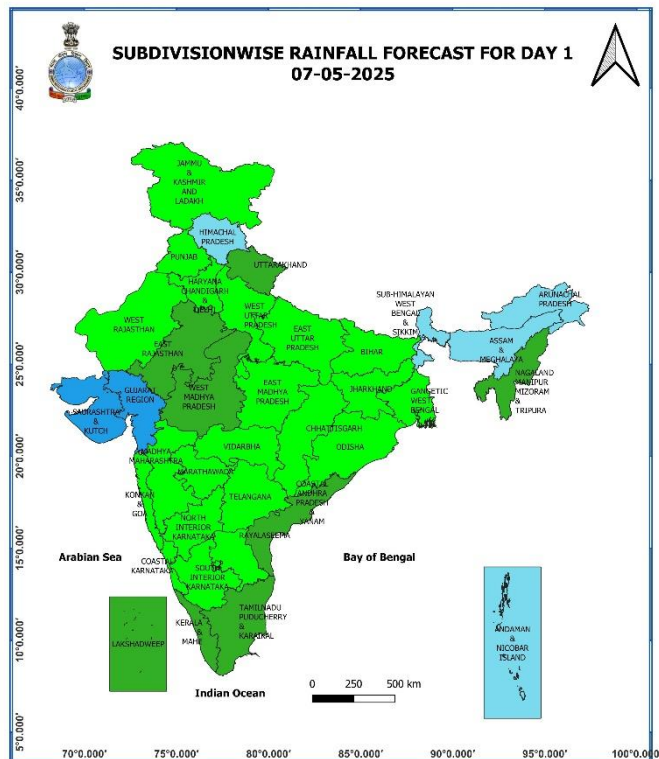 SUBDIVISIONWISE RAINFALL FORECAST FOR DAY 1
07-05-2025
40°0.000'
35°0.000'
30°0.000'
25°0.000'
20°0.000'
15°0.000'
10°0.000'
5°0.000'
JAMMU
&
KASHMIR
AND
LADAKH
HIMACHAL
PRADESH
PUNJAB
UTTARAKHAND
HARYANA
CHANDIGARH
&
DELHI
WEST
UTTAR
PRADESH
WEST
RAJASTHAN
EAST
RAJASTHAN
EAST
UTTAR
PRADESH
SUB-HIMALAYAN
WEST
BENGAL
&
SIKKIM
ARUNACHAL
PRADESH
ASSAM
&
MEGHALAYA
NAGALAND
MANIPUR
MIZORAM
&
TRIPURA
BIHAR
JHARKHAND
GANGETIC
WEST
BENGAL
GUJARAT
REGION
SAURASHTRA
&
KUTCH
WEST
MADHYA
PRADESH
EAST
MADHYA
PRADESH
CHHATTISGARH
ODISHA
VIDARBHA
MADHYA
MAHARASHTRA
MARATHAWADA
KONKAN
&
GOA
TELANGANA
COASTAL
ANDHRA
PRADESH
&
YANAM
NORTH
INTERIOR
KARNATAKA
RAYALASEEMA
COASTAL
KARNATAKA
SOUTH
INTERIOR
KARNATAKA
Arabian Sea
Bay of Bengal
TAMILNADU
PUDUCHERRY
&
KARAIKAL
KERALA
&
MAHE
LAKSHADWEEP
ANDAMAN
&
NICOBAR
ISLAND
Indian Ocean
0 250 500 km
70°0.000' 75°0.000' 80°0.000' 85°0.000' 90°0.000' 95°0.000' 100°0.000'